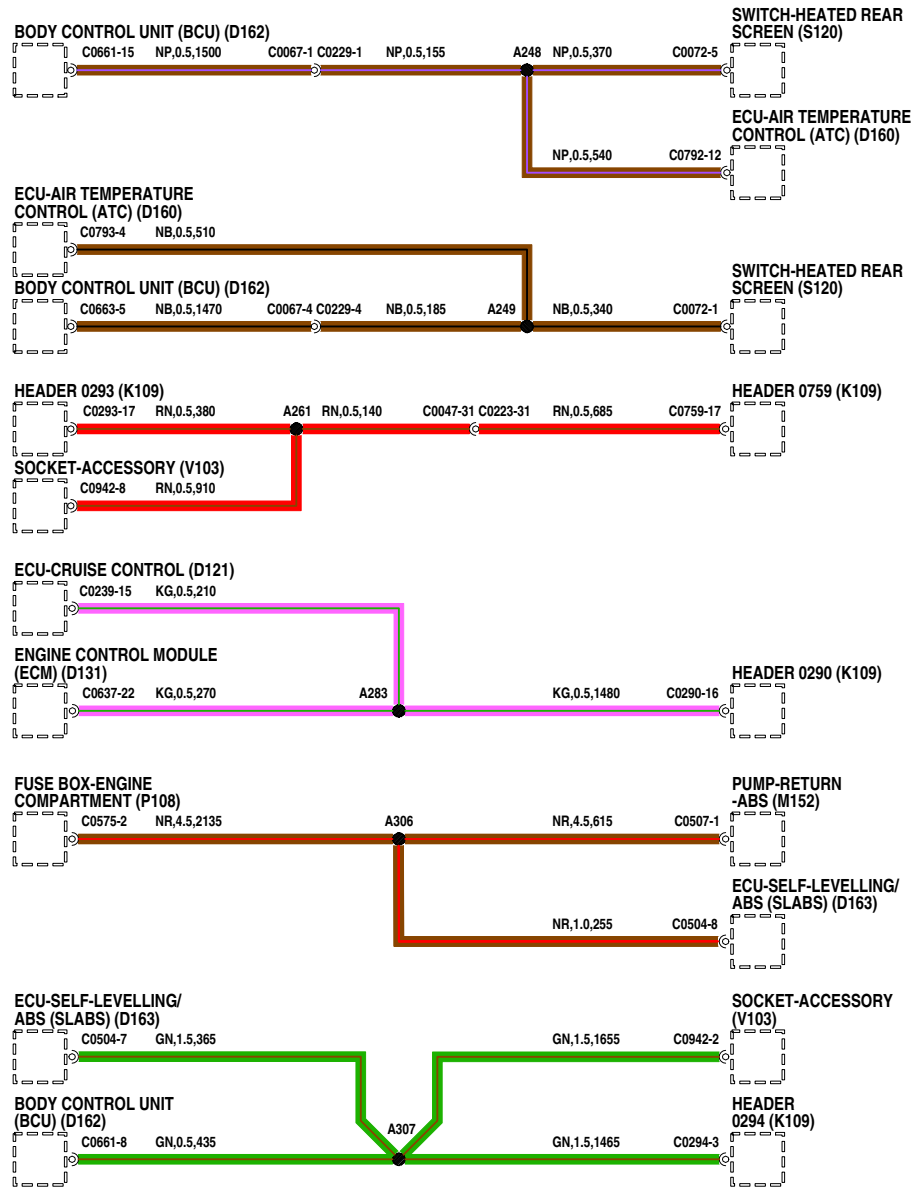 BODY CONTROL UNIT (BCU) (D162)
SWITCH-HEATED REAR
SCREEN (S120)
C0661-15 NP,0.5,1500 C0067-1 C0229-1 NP,0.5,155 A248 NP,0.5,370 C0072-5
ECU-AIR TEMPERATURE
CONTROL (ATC) (D160)
NP,0.5,540 C0792-12
ECU-AIR TEMPERATURE
CONTROL (ATC) (D160)
C0793-4 NB,0.5,510
BODY CONTROL UNIT (BCU) (D162)
SWITCH-HEATED REAR
SCREEN (S120)
C0663-5 NB,0.5,1470 C0067-4 C0229-4 NB,0.5,185 A249 NB,0.5,340 C0072-1
HEADER 0293 (K109)
HEADER 0759 (K109)
C0293-17 RN,0.5,380 A261 RN,0.5,140 C0047-31 C0223-31 RN,0.5,685 C0759-17
SOCKET-ACCESSORY (V103)
C0942-8 RN,0.5,910
ECU-CRUISE CONTROL (D121)
C0239-15 KG,0.5,210
ENGINE CONTROL MODULE
(ECM) (D131)
HEADER 0290 (K109)
C0637-22 KG,0.5,270 A283 KG,0.5,1480 C0290-16
FUSE BOX-ENGINE
COMPARTMENT (P108)
PUMP-RETURN
-ABS (M152)
C0575-2 NR,4.5,2135 A306 NR,4.5,615 C0507-1
ECU-SELF-LEVELLING/
ABS (SLABS) (D163)
NR,1.0,255 C0504-8
ECU-SELF-LEVELLING/
ABS (SLABS) (D163)
SOCKET-ACCESSORY
(V103)
C0504-7 GN,1.5,365 GN,1.5,1655 C0942-2
BODY CONTROL UNIT
(BCU) (D162)
HEADER
0294 (K109)
C0661-8 GN,0.5,435 A307 GN,1.5,1465 C0294-3